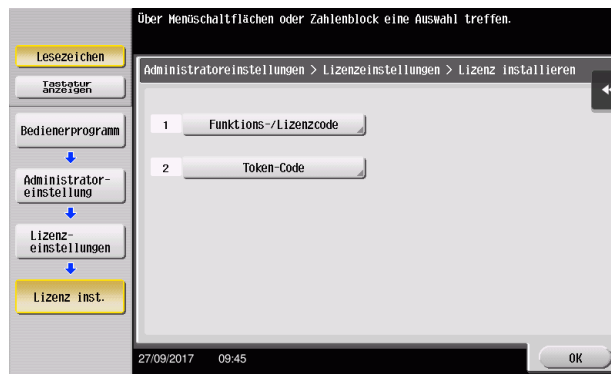 Über Menüschaltflächen oder Zahlenblock eine Auswahl treffen.
Lesezeichen
Tastatur
anzeigen
Bedienerprogramm
Administrator-
einstellung
Lizenz-
einstellungen
Lizenz inst.
Administratoreinstellungen > Lizenzeinstellungen > Lizenz installieren
1 Funktions-/Lizenzcode
2 Token-Code
27/09/2017 09:45
OK